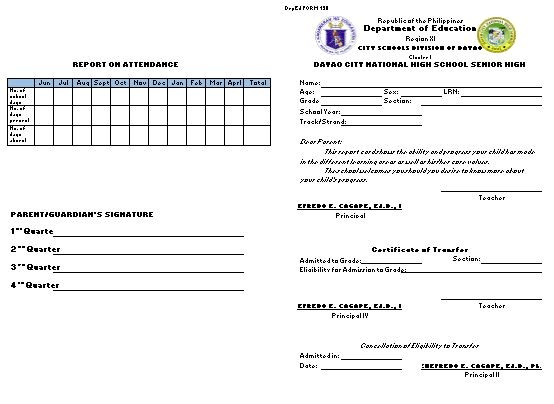 REPORT ON ATTENDANCE
Jun Jul Aug Sept Oct Nov Dec Jan Feb Mar Aprl Total
No. of school days
No. of days present
No. of days absent
PARENT/GUARDIAN'S SIGNATURE
1st Quarte
2nd Quarter
3rd Quarter
4th Quarter
DepEd FORM 138
Republic of the Philippines
Department of Education
Region XI
CITY SCHOOLS DIVISION OF DAVAO
Cluster I
DAVAO CITY NATIONAL HIGH SCHOOL SENIOR HIGH
Name:
Age: Sex: LRN:
Grade Section:
School Year:
Track/Strand:
Dear Parent:
This report card shows the ability and progress your child has made
in the different learning areas as well as his/her core values.
The school welcomes you should you desire to know more about
your child's progress.
Teacher
EFREDO E. CAGAPE, Ed.D., I
Principal
Certificate of Transfer
Admitted to Grade: Section:
Eligibility for Admission to Grade:
EFREDO E. CAGAPE, Ed.D., I
Teacher
Principal IV
Cancellation of Eligibility to Transfer
Admitted in:
Date: EFREDO E. CAGAPE, Ed.D.,
Principal II